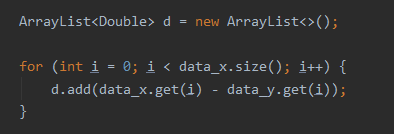 ArrayList<Double> d = new ArrayList<>();
for (int i = 0; i < data_x.size(); i++) {
    d.add(data_x.get(i) - data_y.get(i));
}